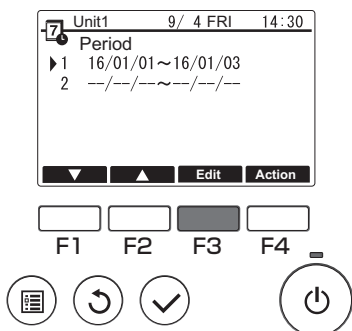 7 Unit1 9/ 4 FRI 14:30
Period
▶1 16/01/01～16/01/03
2 --/--/--～--/--/--
▼ ▲ Edit Action
F1 F2 F3 F4